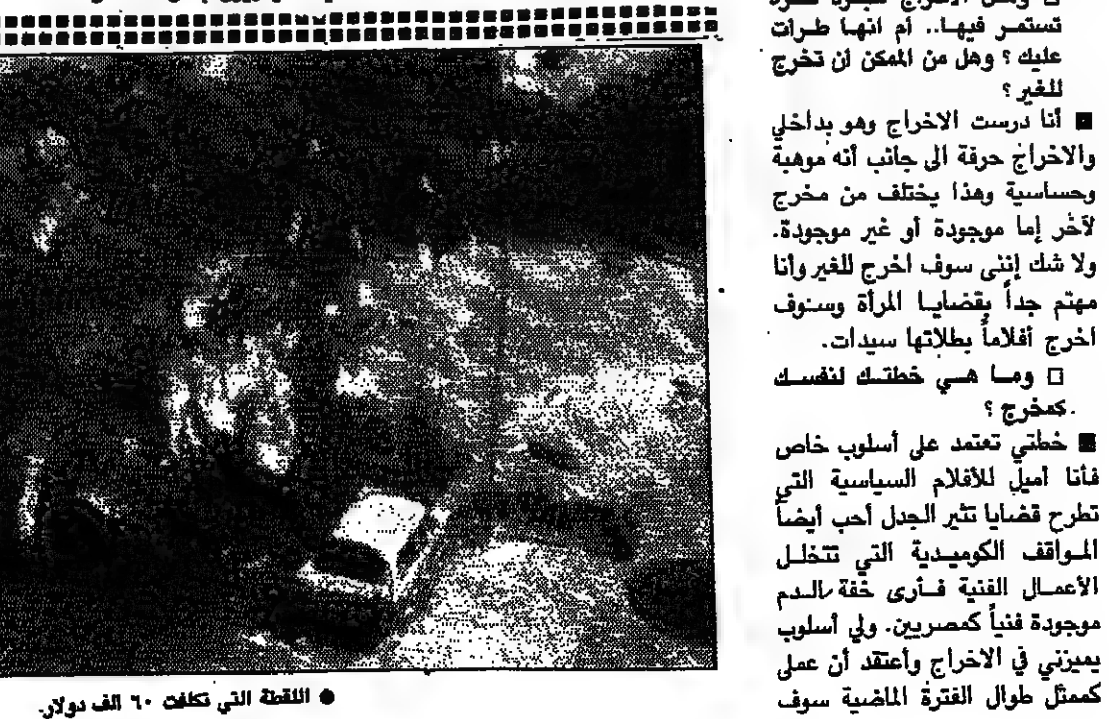 تستمر فيها.. أم انها طرات
عليك ؟ وهل من الممكن أن تخرج
للغير ؟
■ أنا درست الاخراج وهو بداخلي
والاخراج حرفة الى جانب أنه موهبة
وحساسية وهذا يختلف من مخرج
لآخر إما موجودة أو غير موجودة.
ولا شك إننى سوف اخرج للغير وأنا
مهتم جداً بقضايا المرأة وسوف
اخرج أفلاماً بطلاتها سيدات.
□ وما هي خطتك لنفسك
كمخرج ؟
■ خطتي تعتمد على أسلوب خاص
فأنا أميل للأفلام السياسية التي
تطرح قضايا تثير الجدل أحب أيضاً
المواقف الكوميدية التي تتخلل
الأعمال الفنية فأرى خفة الدم
موجودة فنياً كمصريين. ولي أسلوب
يميزني في الاخراج وأعتقد أن عملى
كممثل طوال الفترة الماضية سوف
● اللقطة التي تكلفت ٦٠ الف دولار.